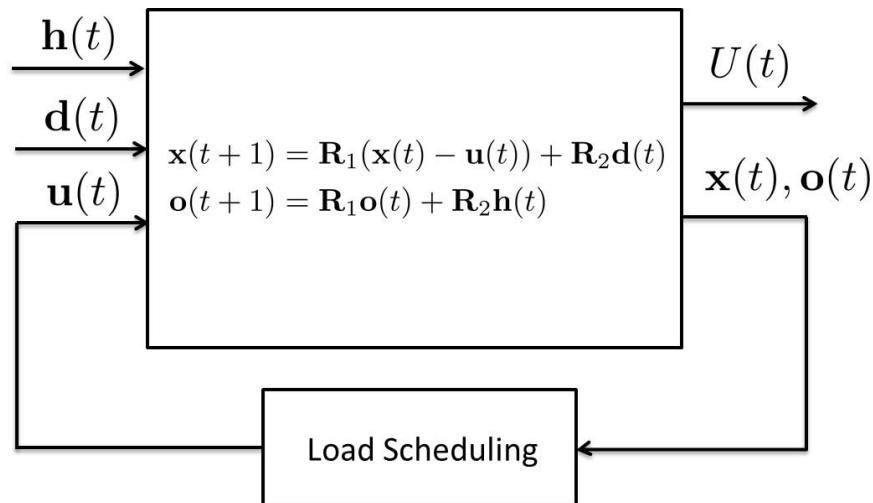 h(t)
d(t)
u(t)
x(t + 1) = R₁(x(t) − u(t)) + R₂d(t)
o(t + 1) = R₁o(t) + R₂h(t)
U(t)
x(t), o(t)
Load Scheduling